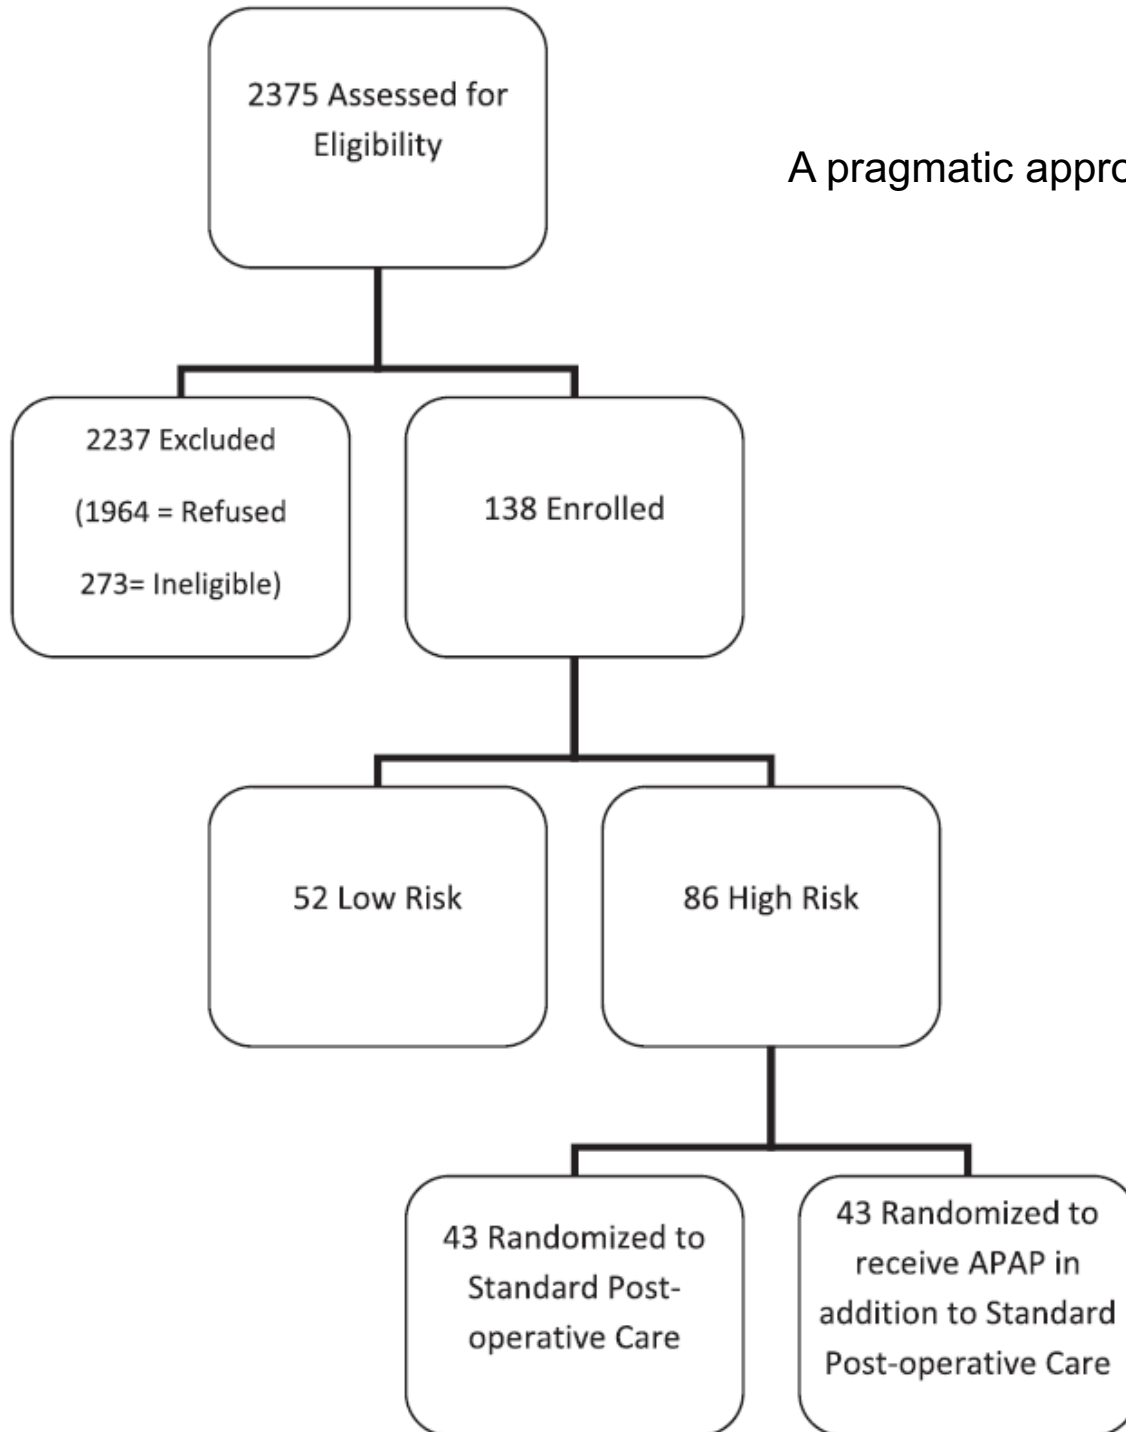 2375 Assessed for
Eligibility
A pragmatic appro
2237 Excluded
(1964 = Refused
273= Ineligible)
138 Enrolled
52 Low Risk
86 High Risk
43 Randomized to
Standard Post-
operative Care
43 Randomized to
receive APAP in
addition to Standard
Post-operative Care